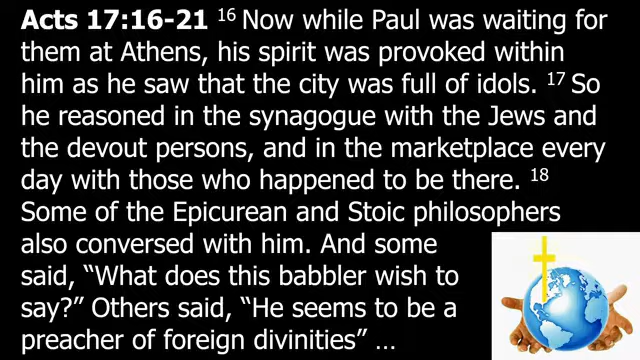 Acts 17:16-21 16 Now while Paul was waiting for
them at Athens, his spirit was provoked within
him as he saw that the city was full of idols. 17 So
he reasoned in the synagogue with the Jews and
the devout persons, and in the marketplace every
day with those who happened to be there. 18
Some of the Epicurean and Stoic philosophers
also conversed with him. And some
said, “What does this babbler wish to
say?” Others said, “He seems to be a
preacher of foreign divinities” …